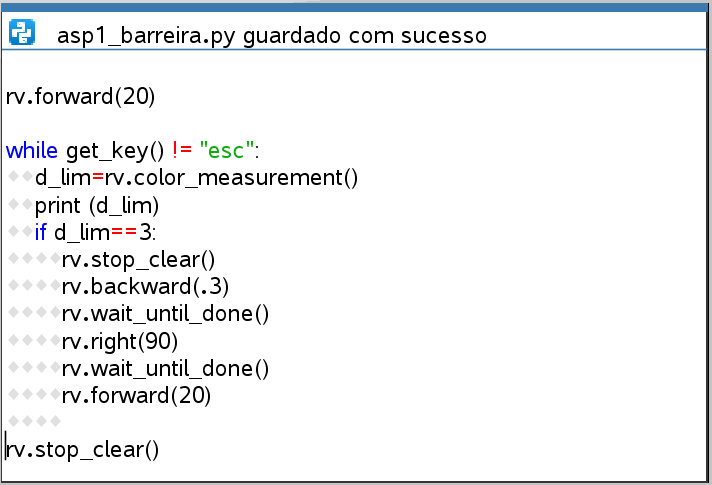 asp1_barreira.py guardado com sucesso
rv.forward(20)
while get_key() != "esc":
◆◆d_lim=rv.color_measurement()
◆◆print (d_lim)
◆◆if d_lim==3:
◆◆◆◆rv.stop_clear()
◆◆◆◆rv.backward(.3)
◆◆◆◆rv.wait_until_done()
◆◆◆◆rv.right(90)
◆◆◆◆rv.wait_until_done()
◆◆◆◆rv.forward(20)
◆◆◆◆
rv.stop_clear()